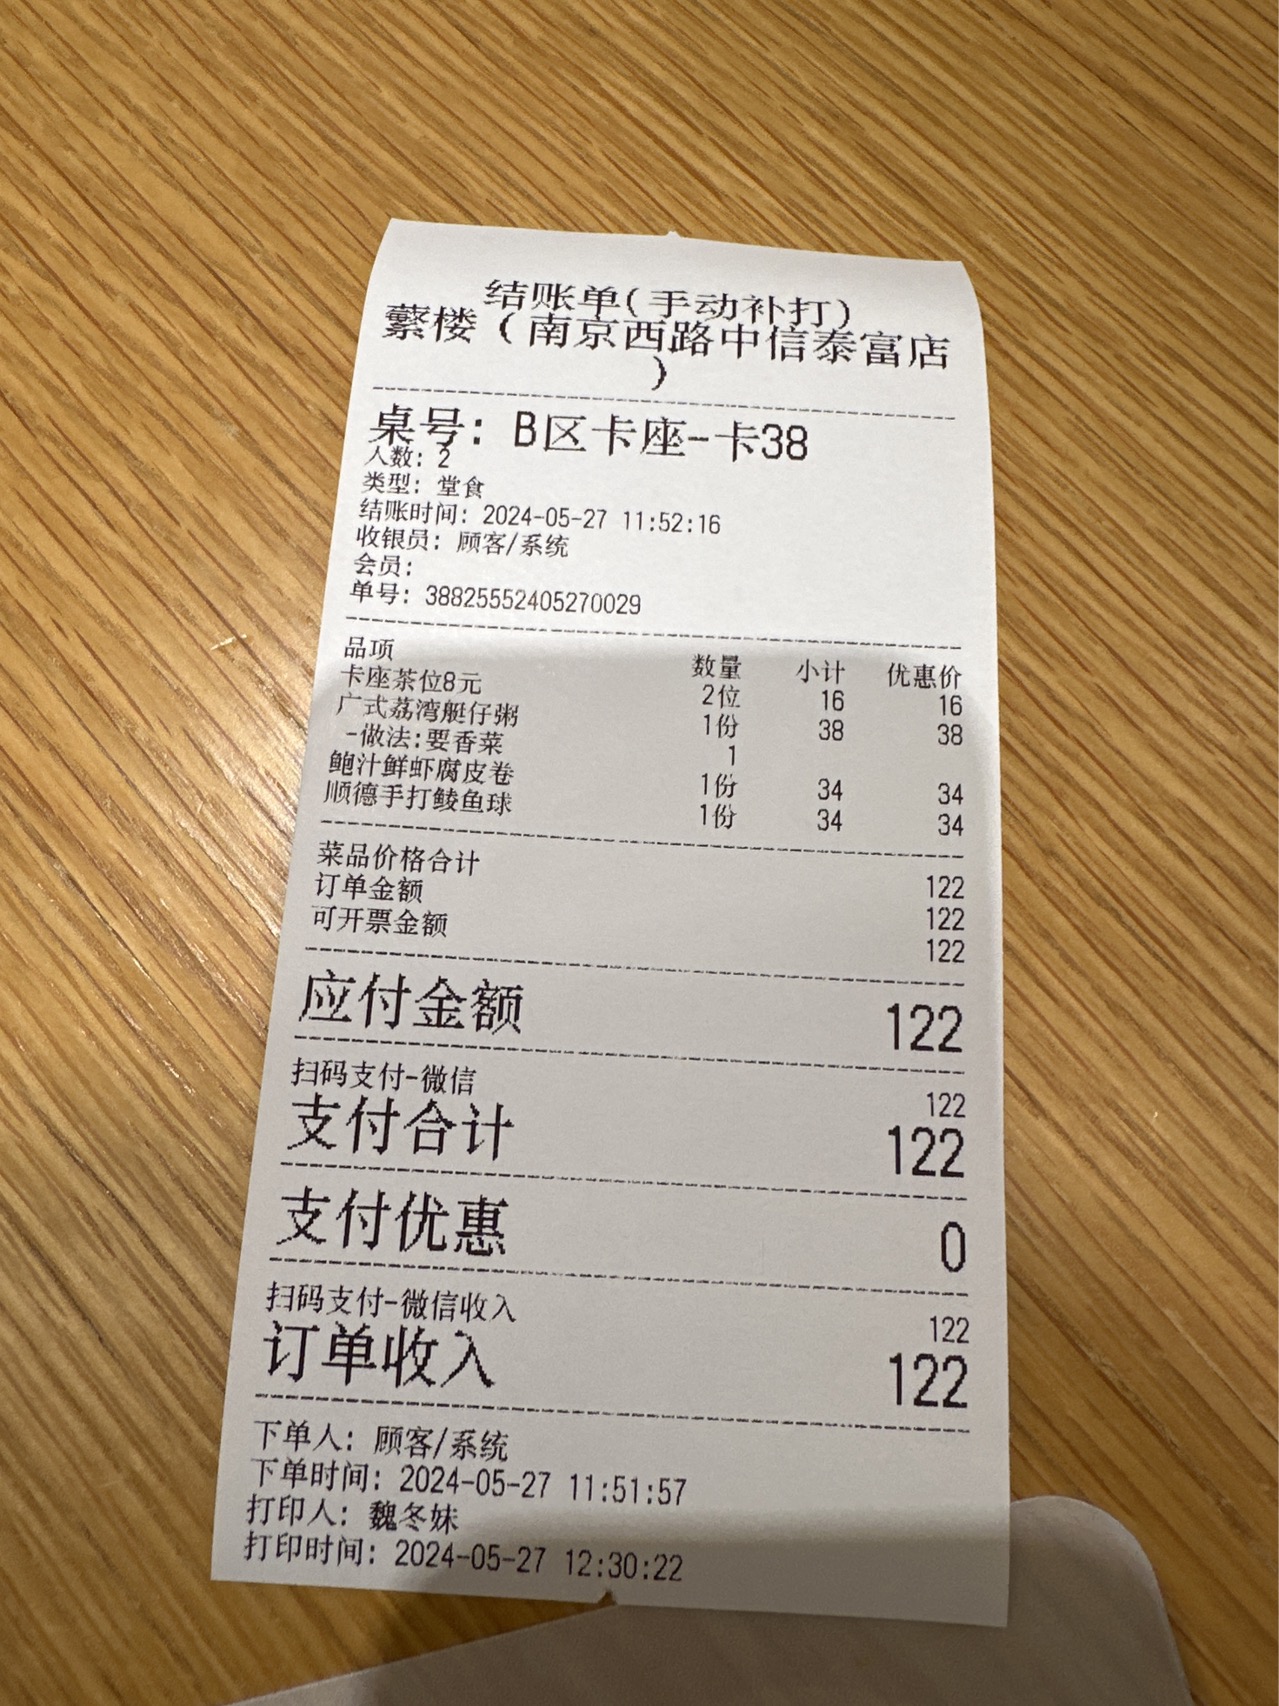 结账单(手动补打)
蘩楼(南京西路中信泰富店
)
桌号: B区卡座-卡38
人数: 2
类型: 堂食
结账时间: 2024-05-27 11:52:16
收银员: 顾客/系统
会员:
单号: 38825552405270029
品项 数量 小计 优惠价
卡座茶位8元 2位 16 16
广式荔湾艇仔粥 1份 38 38
-做法:要香菜 1
鲍汁鲜虾腐皮卷 1份 34 34
顺德手打鲮鱼球 1份 34 34
菜品价格合计 122
订单金额 122
可开票金额 122
应付金额 122
扫码支付-微信 122
支付合计 122
支付优惠 0
扫码支付-微信收入 122
订单收入 122
下单人: 顾客/系统
下单时间: 2024-05-27 11:51:57
打印人: 魏冬妹
打印时间: 2024-05-27 12:30:22